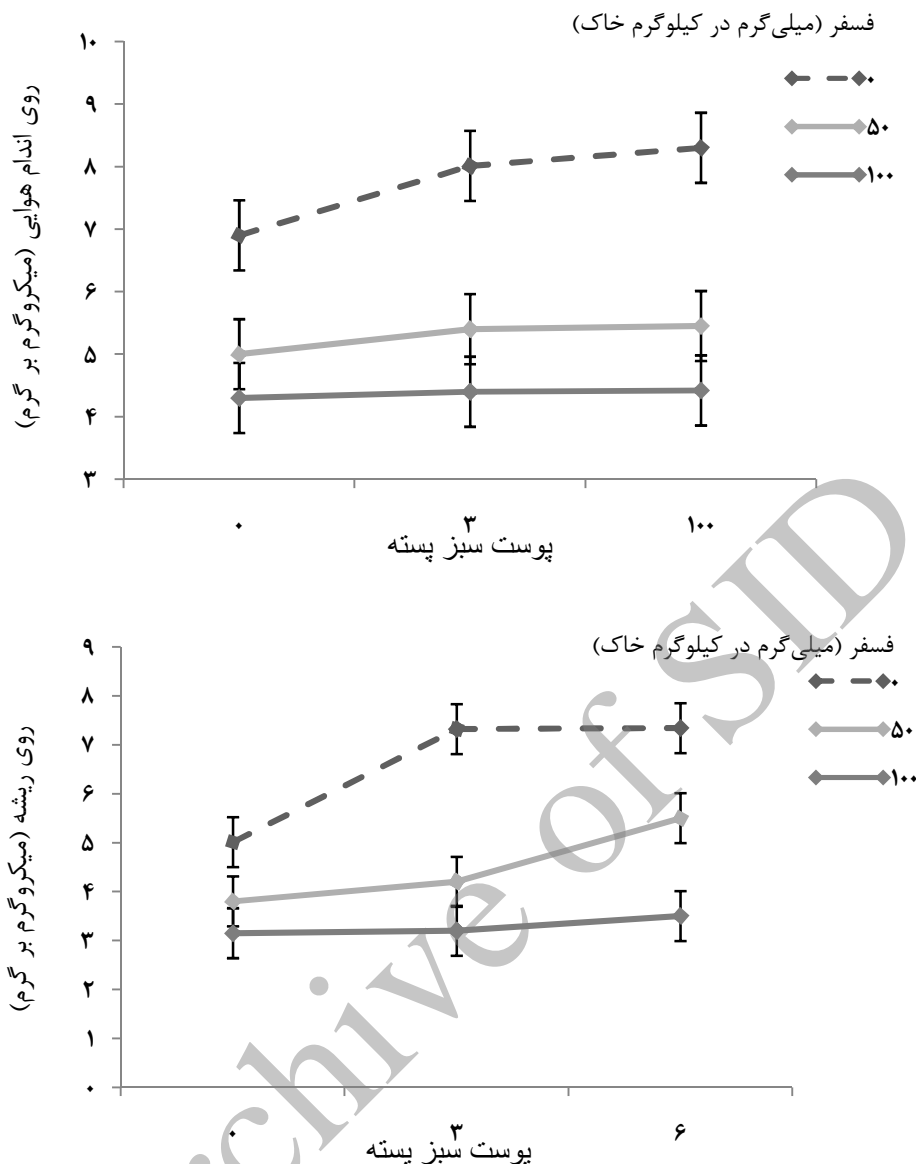 فسفر (میلی‌گرم در کیلوگرم خاک)
۰
۵۰
۱۰۰
روی اندام هوایی (میکروگرم بر گرم)
۱۰
۹
۸
۷
۶
۵
۴
۳
۰ ۳ ۱۰۰
پوست سبز پسته
فسفر (میلی‌گرم در کیلوگرم خاک)
۰
۵۰
۱۰۰
روی ریشه (میکروگرم بر گرم)
۹
۸
۷
۶
۵
۴
۳
۲
۱
۰
۰ ۳ ۶
پوست سبز پسته
Archive of SID